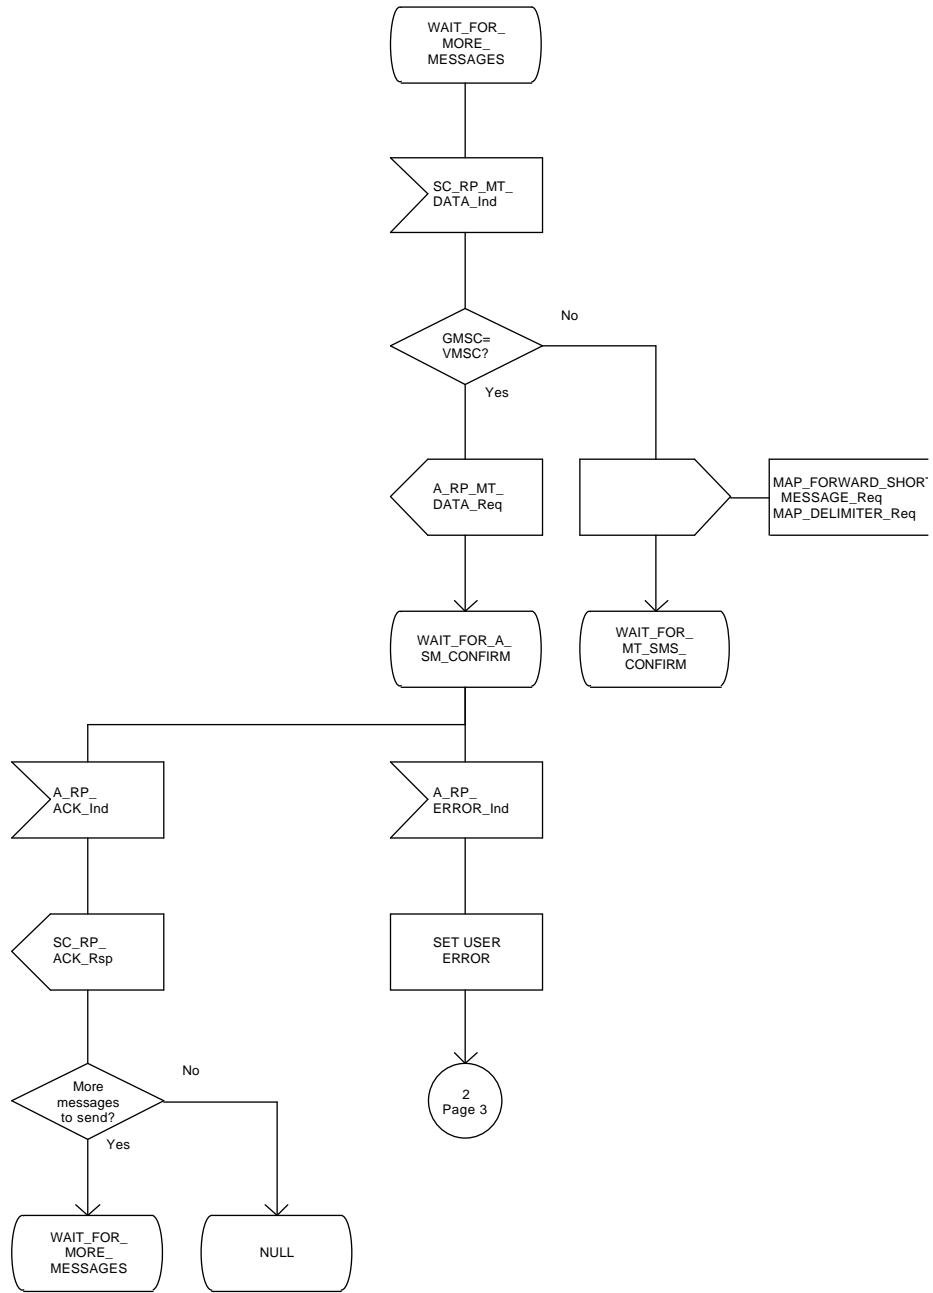 WAIT_FOR_
MORE_
MESSAGES
SC_RP_MT_
DATA_Ind
No
GMSC=
VMSC?
Yes
A_RP_MT_
DATA_Req
MAP_FORWARD_SHORT
MESSAGE_Req
MAP_DELIMITER_Req
WAIT_FOR_A_
SM_CONFIRM
WAIT_FOR_
MT_SMS_
CONFIRM
A_RP_
ACK_Ind
A_RP_
ERROR_Ind
SC_RP_
ACK_Rsp
SET USER
ERROR
No
More
messages
to send?
Yes
2
Page 3
WAIT_FOR_
MORE_
MESSAGES
NULL